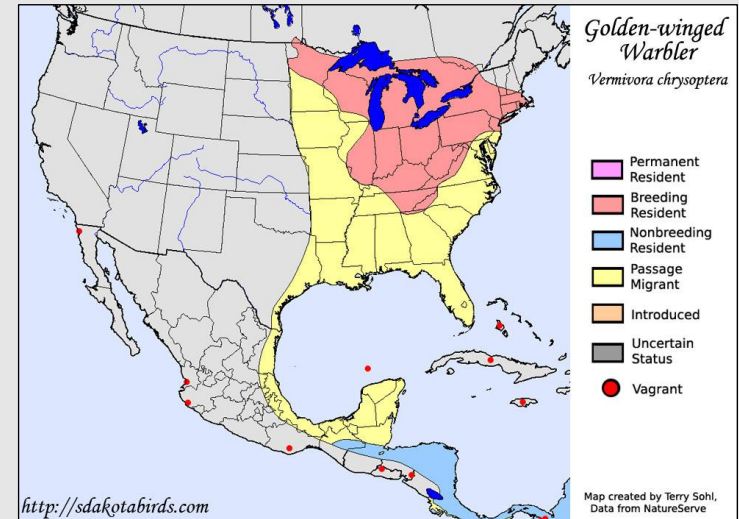 Golden-winged
Warbler
Vermivora chrysoptera
Permanent
Resident
Breeding
Resident
Nonbreeding
Resident
Passage
Migrant
Introduced
Uncertain
Status
Vagrant
http://sdakotabirds.com
Map created by Terry Sohl,
Data from NatureServe